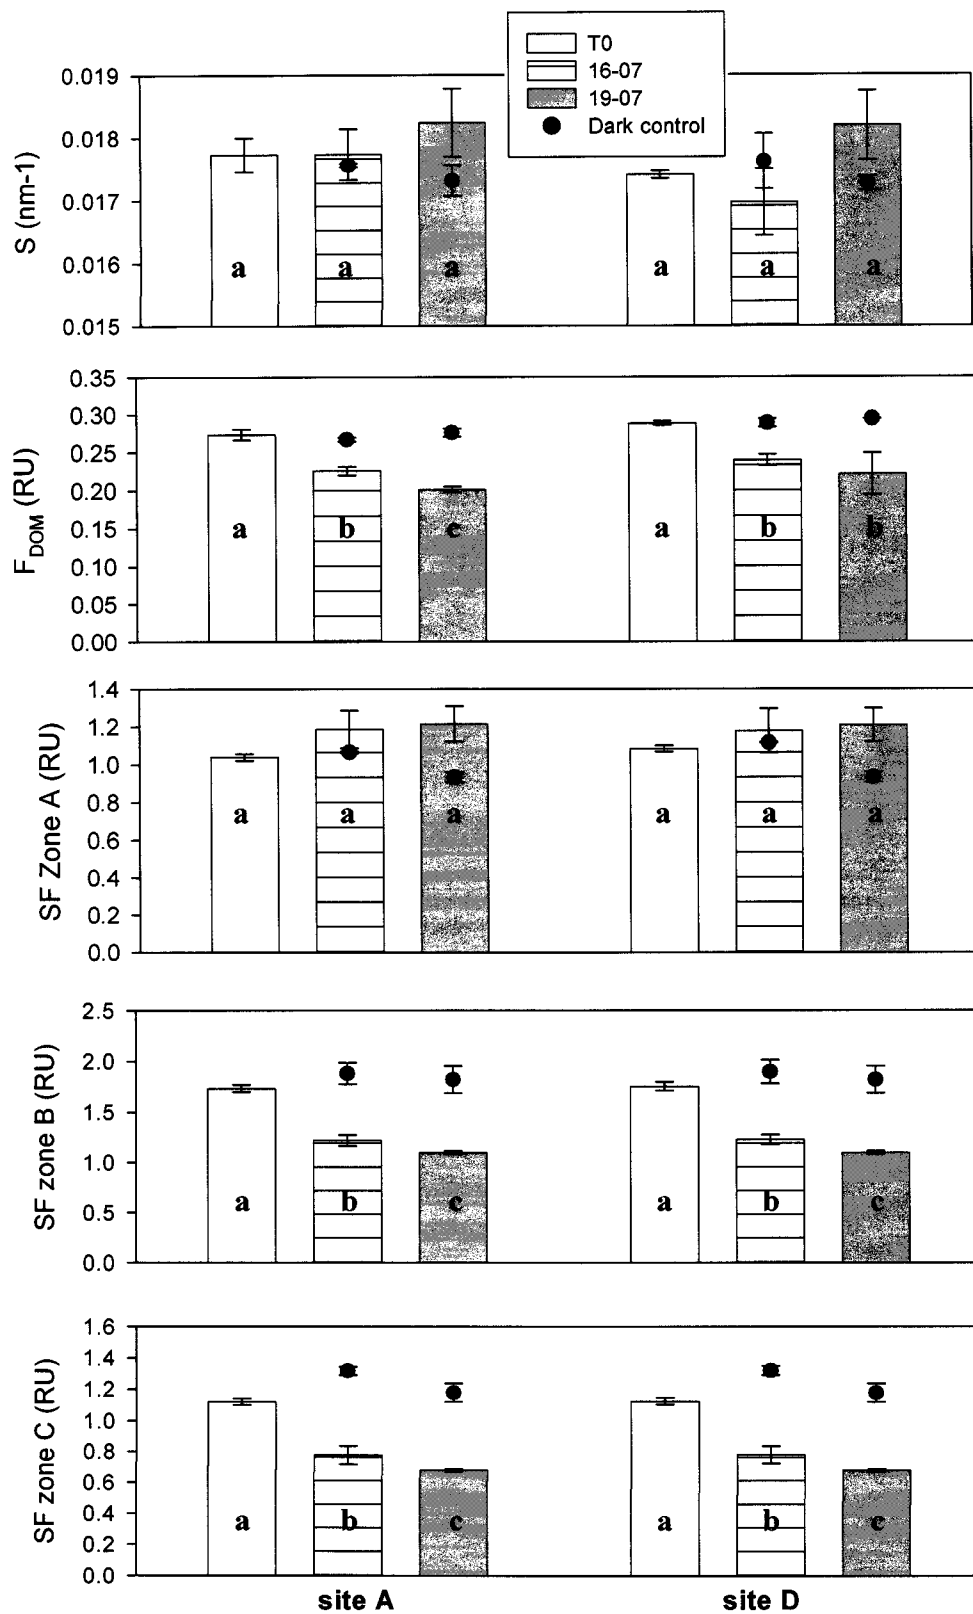 T0
16-07
19-07
Dark control
S (nm-1)
0.019
0.018
0.017
0.016
0.015
a a a a a a
F_DOM (RU)
0.35
0.30
0.25
0.20
0.15
0.10
0.05
0.00
a b c a b b
SF Zone A (RU)
1.4
1.2
1.0
0.8
0.6
0.4
0.2
0.0
a a a a a a
SF zone B (RU)
2.5
2.0
1.5
1.0
0.5
0.0
a b c a b c
SF zone C (RU)
1.6
1.4
1.2
1.0
0.8
0.6
0.4
0.2
0.0
a b c a b c
site A site D